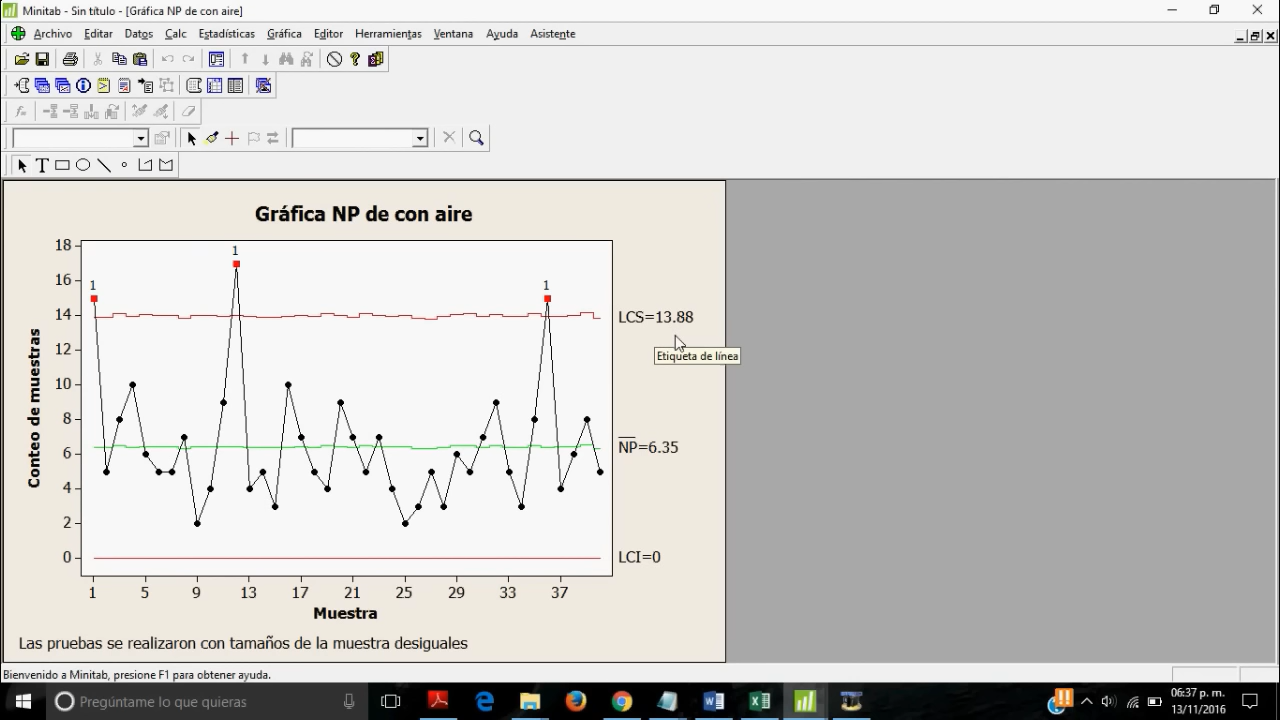 Minitab - Sin título - [Gráfica NP de con aire]
Archivo Editar Datos Calc Estadísticas Gráfica Editor Herramientas Ventana Ayuda Asistente
Gráfica NP de con aire
18
16
14
12
10
8
6
4
2
0
Conteo de muestras
1
1
1
LCS=13.88
Etiqueta de línea
NP=6.35
LCI=0
1 5 9 13 17 21 25 29 33 37
Muestra
Las pruebas se realizaron con tamaños de la muestra desiguales
Bienvenido a Minitab, presione F1 para obtener ayuda.
Pregúntame lo que quieras
06:37 p. m.
13/11/2016